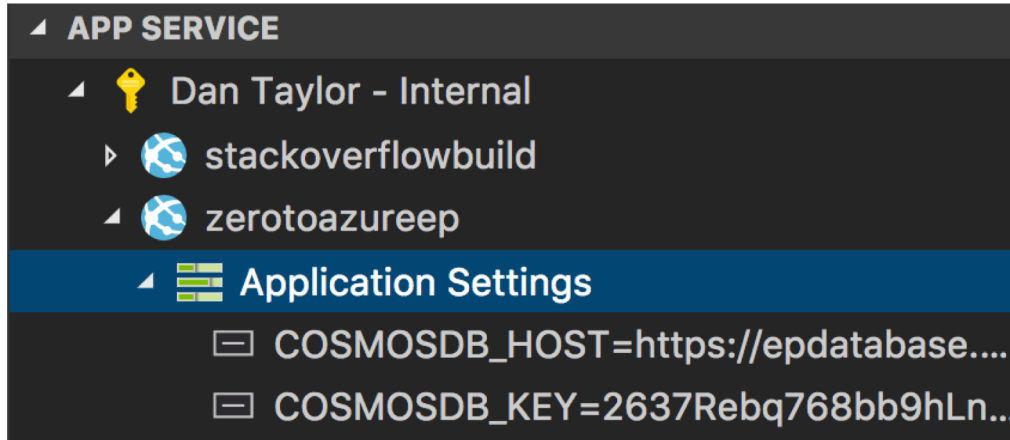 APP SERVICE
Dan Taylor - Internal
stackoverflowbuild
zerotoazureep
Application Settings
COSMOSDB_HOST=https://epdatabase....
COSMOSDB_KEY=2637Rebq768bb9hLn...